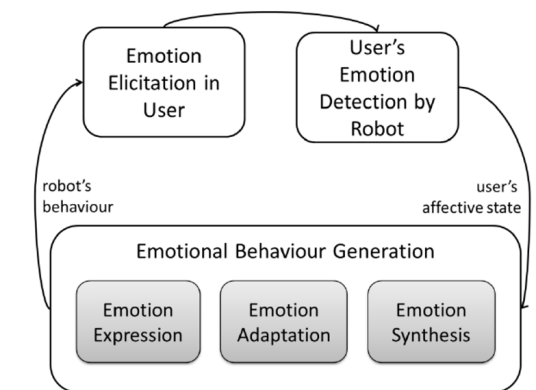 Emotion
Elicitation in
User
User's
Emotion
Detection by
Robot
robot's
behaviour
user's
affective state
Emotional Behaviour Generation
Emotion
Expression
Emotion
Adaptation
Emotion
Synthesis